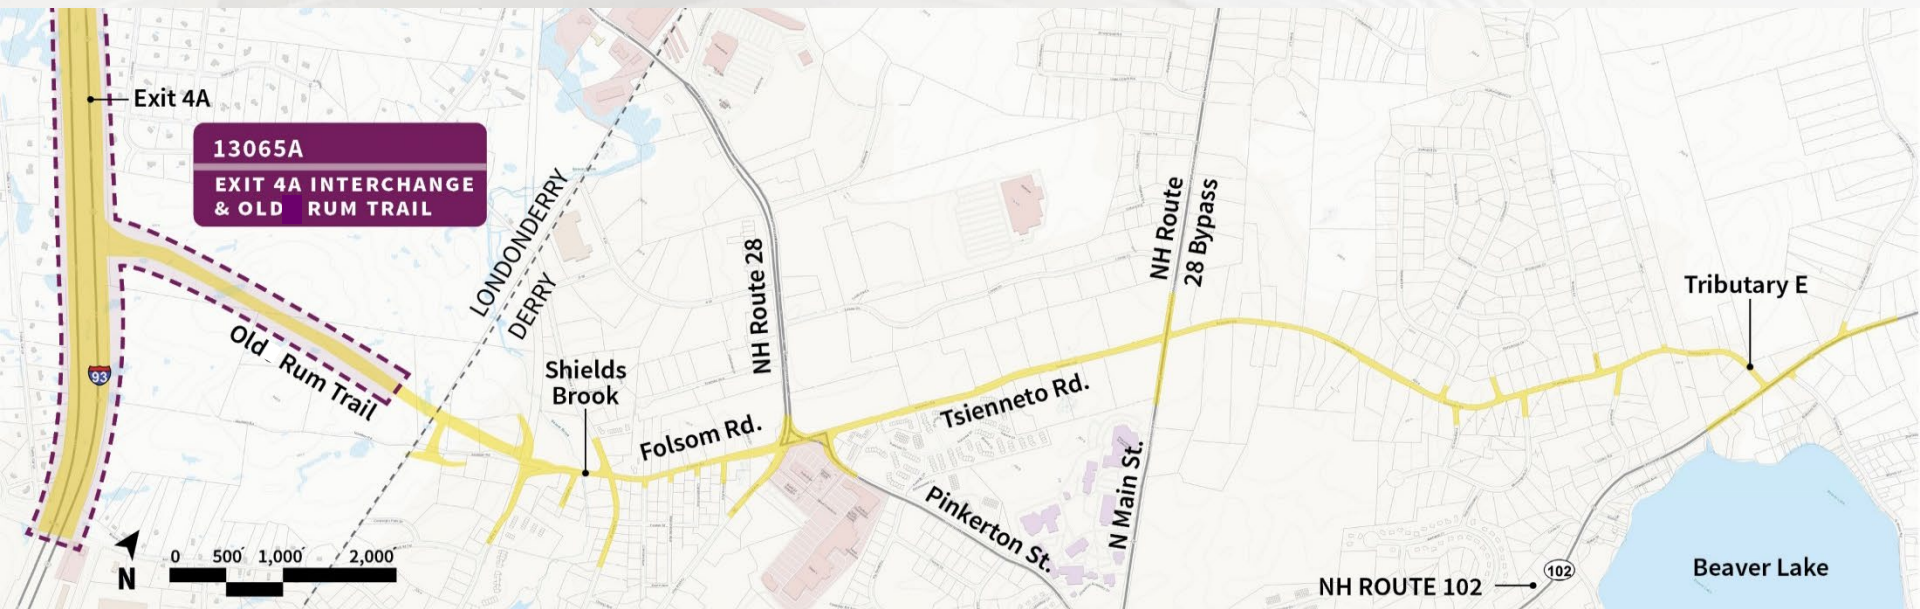 Exit 4A
13065A
EXIT 4A INTERCHANGE
& OLD RUM TRAIL
LONDONDERRY
DERRY
NH Route 28
NH Route
28 Bypass
Tributary E
Old Rum Trail
93
Shields
Brook
Folsom Rd.
Tsienneto Rd.
Pinkerton St.
N Main St.
0 500' 1,000' 2,000'
N
NH ROUTE 102
102
Beaver Lake